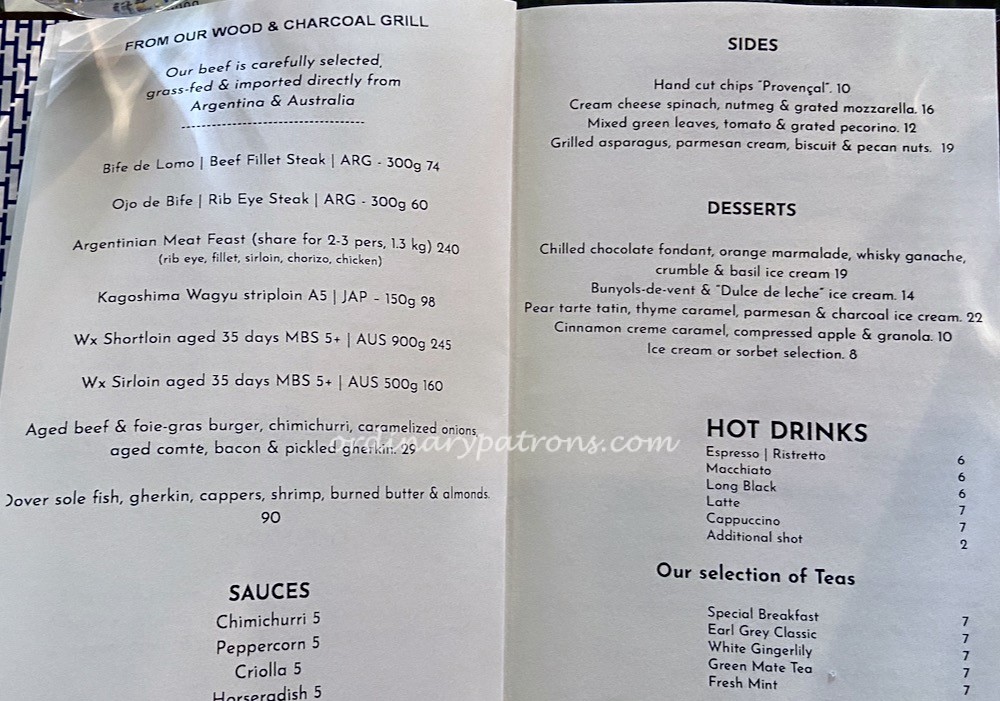 FROM OUR WOOD & CHARCOAL GRILL
Our beef is carefully selected,
grass-fed & imported directly from
Argentina & Australia
Bife de Lomo | Beef Fillet Steak | ARG - 300g 74
Ojo de Bife | Rib Eye Steak | ARG - 300g 60
Argentinian Meat Feast (share for 2-3 pers, 1.3 kg) 240
(rib eye, fillet, sirloin, chorizo, chicken)
Kagoshima Wagyu striploin A5 | JAP - 150g 98
Wx Shortloin aged 35 days MBS 5+ | AUS 900g 245
Wx Sirloin aged 35 days MBS 5+ | AUS 500g 160
Aged beef & foie-gras burger, chimichurri, caramelized onions,
aged comte, bacon & pickled gherkin. 29
over sole fish, gherkin, cappers, shrimp, burned butter & almonds.
90
SAUCES
Chimichurri 5
Peppercorn 5
Criolla 5
Horseradish 5
SIDES
Hand cut chips "Provençal". 10
Cream cheese spinach, nutmeg & grated mozzarella. 16
Mixed green leaves, tomato & grated pecorino. 12
Grilled asparagus, parmesan cream, biscuit & pecan nuts. 19
DESSERTS
Chilled chocolate fondant, orange marmalade, whisky ganache,
crumble & basil ice cream 19
Bunyols-de-vent & "Dulce de leche" ice cream. 14
Pear tarte tatin, thyme caramel, parmesan & charcoal ice cream. 22
Cinnamon creme caramel, compressed apple & granola. 10
Ice cream or sorbet selection. 8
HOT DRINKS
Espresso | Ristretto 6
Macchiato 6
Long Black 6
Latte 7
Cappuccino 7
Additional shot 2
Our selection of Teas
Special Breakfast 7
Earl Grey Classic 7
White Gingerlily 7
Green Mate Tea 7
Fresh Mint 7
ordinarypatrons.com